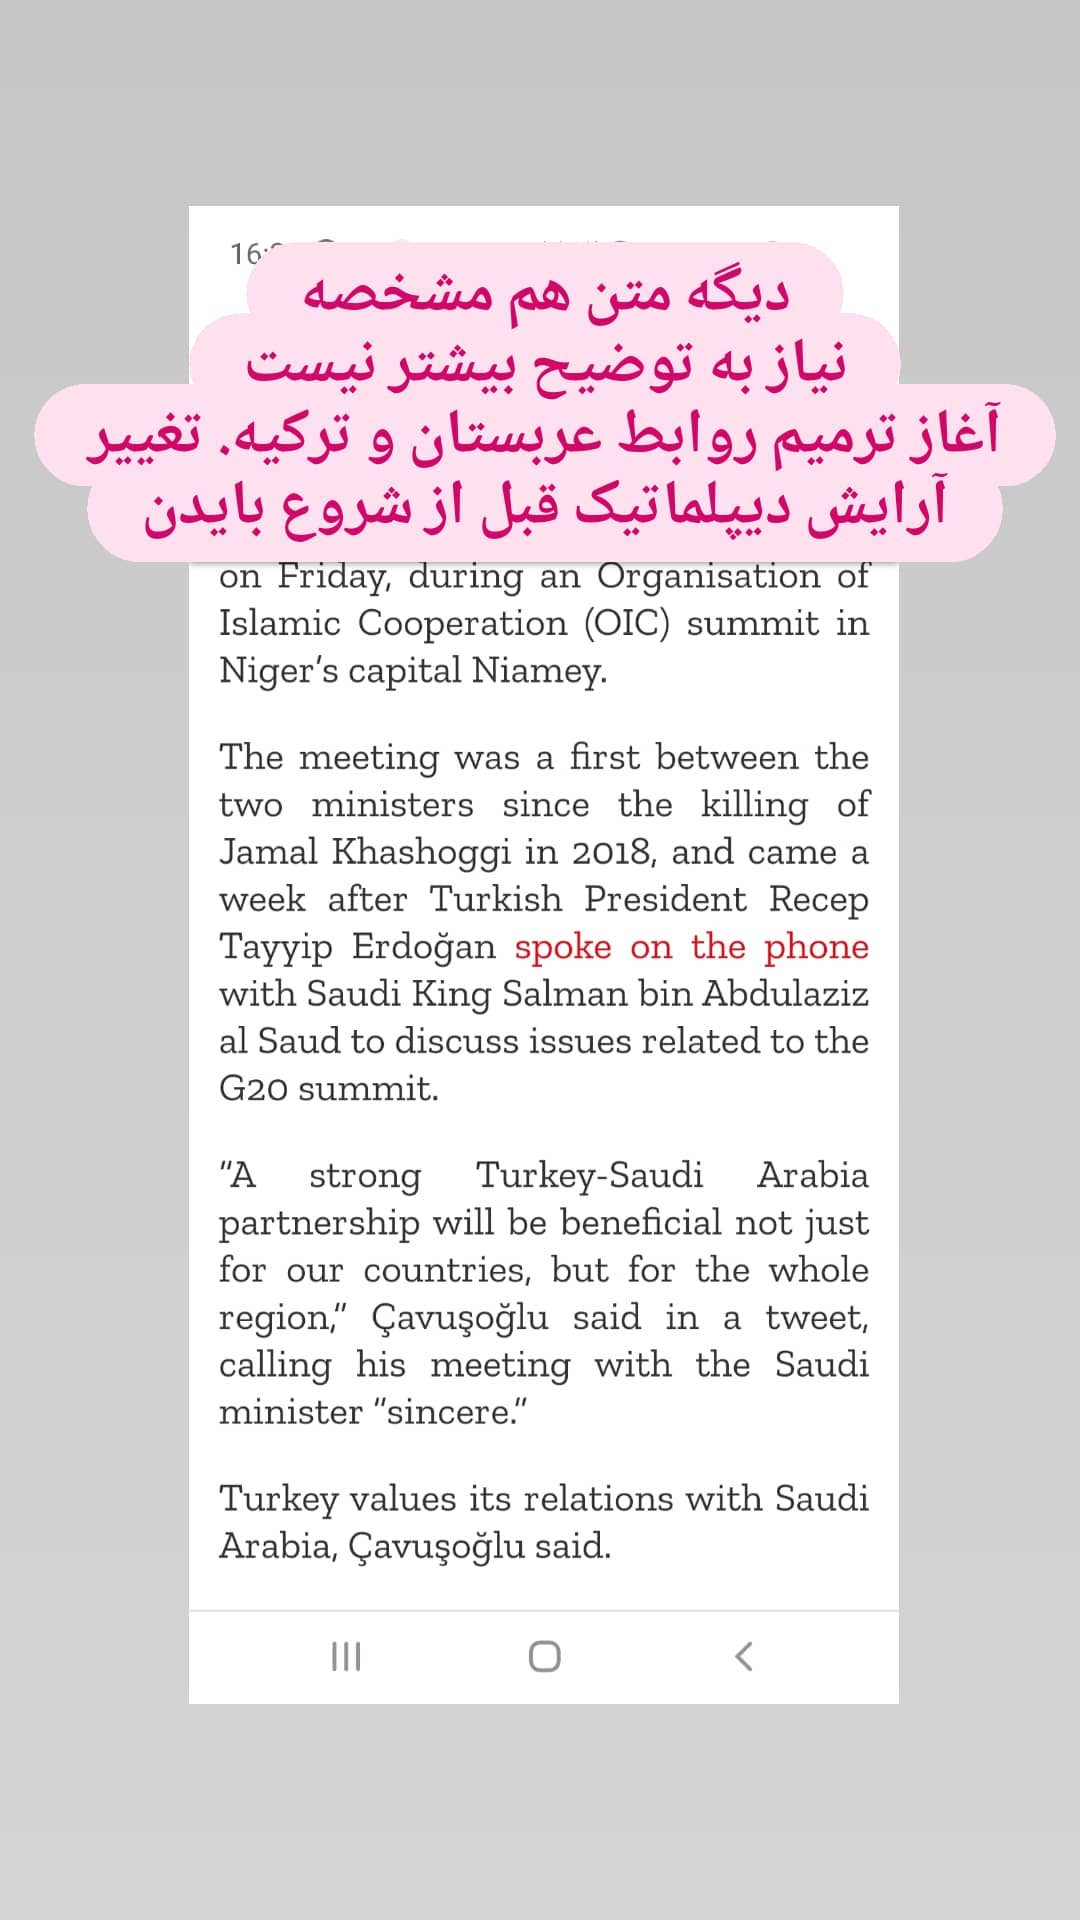 دیگه متن هم مشخصه
نیاز به توضیح بیشتر نیست
آغاز ترمیم روابط عربستان و ترکیه. تغییر
آرایش دیپلماتیک قبل از شروع بایدن
on Friday, during an Organisation of
Islamic Cooperation (OIC) summit in
Niger’s capital Niamey.
The meeting was a first between the
two ministers since the killing of
Jamal Khashoggi in 2018, and came a
week after Turkish President Recep
Tayyip Erdoğan spoke on the phone
with Saudi King Salman bin Abdulaziz
al Saud to discuss issues related to the
G20 summit.
“A strong Turkey-Saudi Arabia
partnership will be beneficial not just
for our countries, but for the whole
region,” Çavuşoğlu said in a tweet,
calling his meeting with the Saudi
minister “sincere.”
Turkey values its relations with Saudi
Arabia, Çavuşoğlu said.